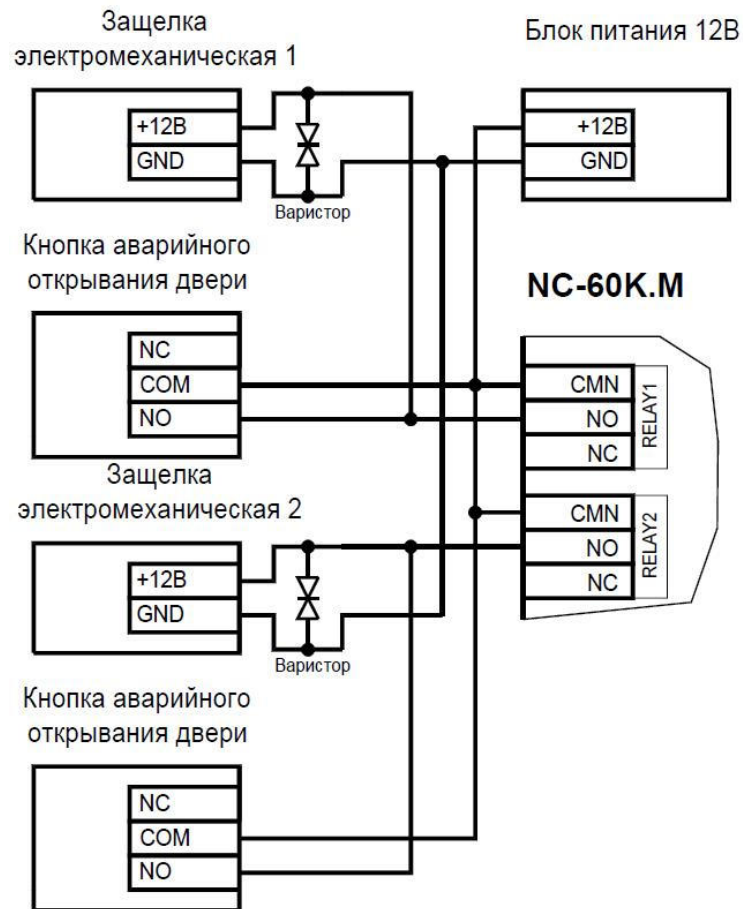 Защелка
электромеханическая 1
Блок питания 12В
+12В
GND
+12В
GND
Варистор
Кнопка аварийного
открывания двери
NC-60K.M
NC
COM
NO
CMN
NO
NC
RELAY1
Защелка
электромеханическая 2
CMN
NO
NC
RELAY2
+12В
GND
Варистор
Кнопка аварийного
открывания двери
NC
COM
NO